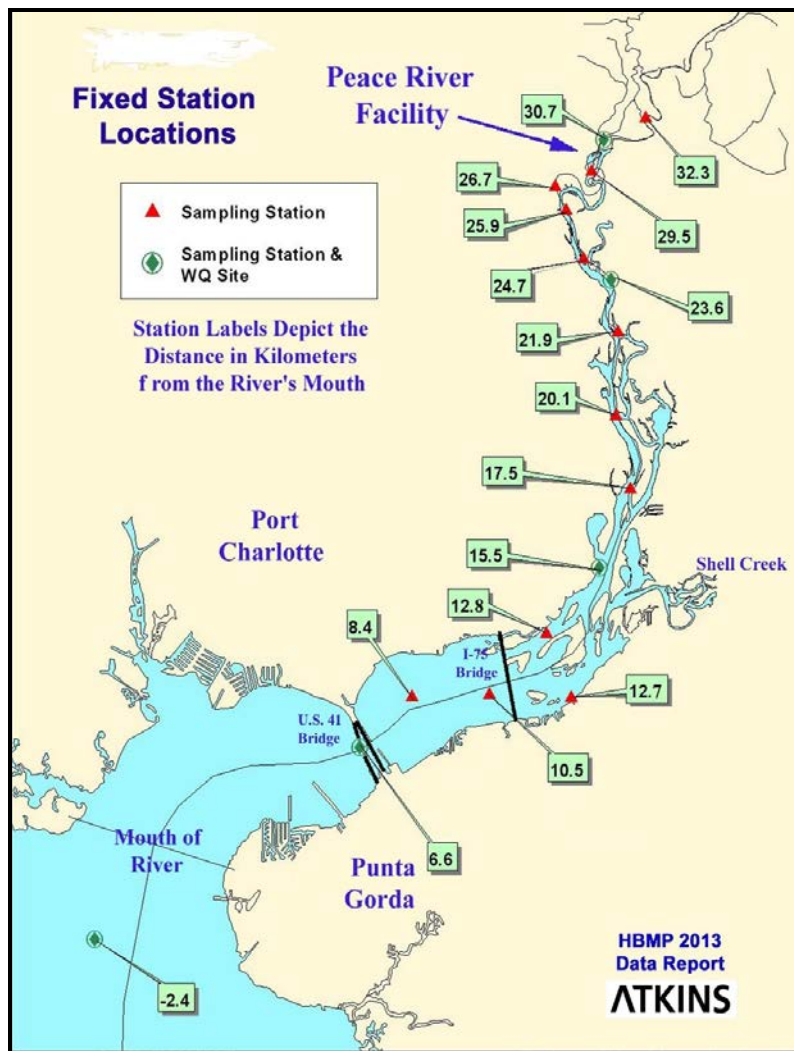 Fixed Station
Locations
Peace River
Facility
Sampling Station
Sampling Station &
WQ Site
Station Labels Depict the
Distance in Kilometers
f rom the River's Mouth
30.7
32.3
26.7
29.5
25.9
24.7
23.6
21.9
20.1
17.5
Port
Charlotte
15.5
Shell Creek
12.8
8.4
I-75
Bridge
12.7
U.S. 41
Bridge
10.5
Mouth of
River
6.6
Punta
Gorda
-2.4
HBMP 2013
Data Report
ATKINS